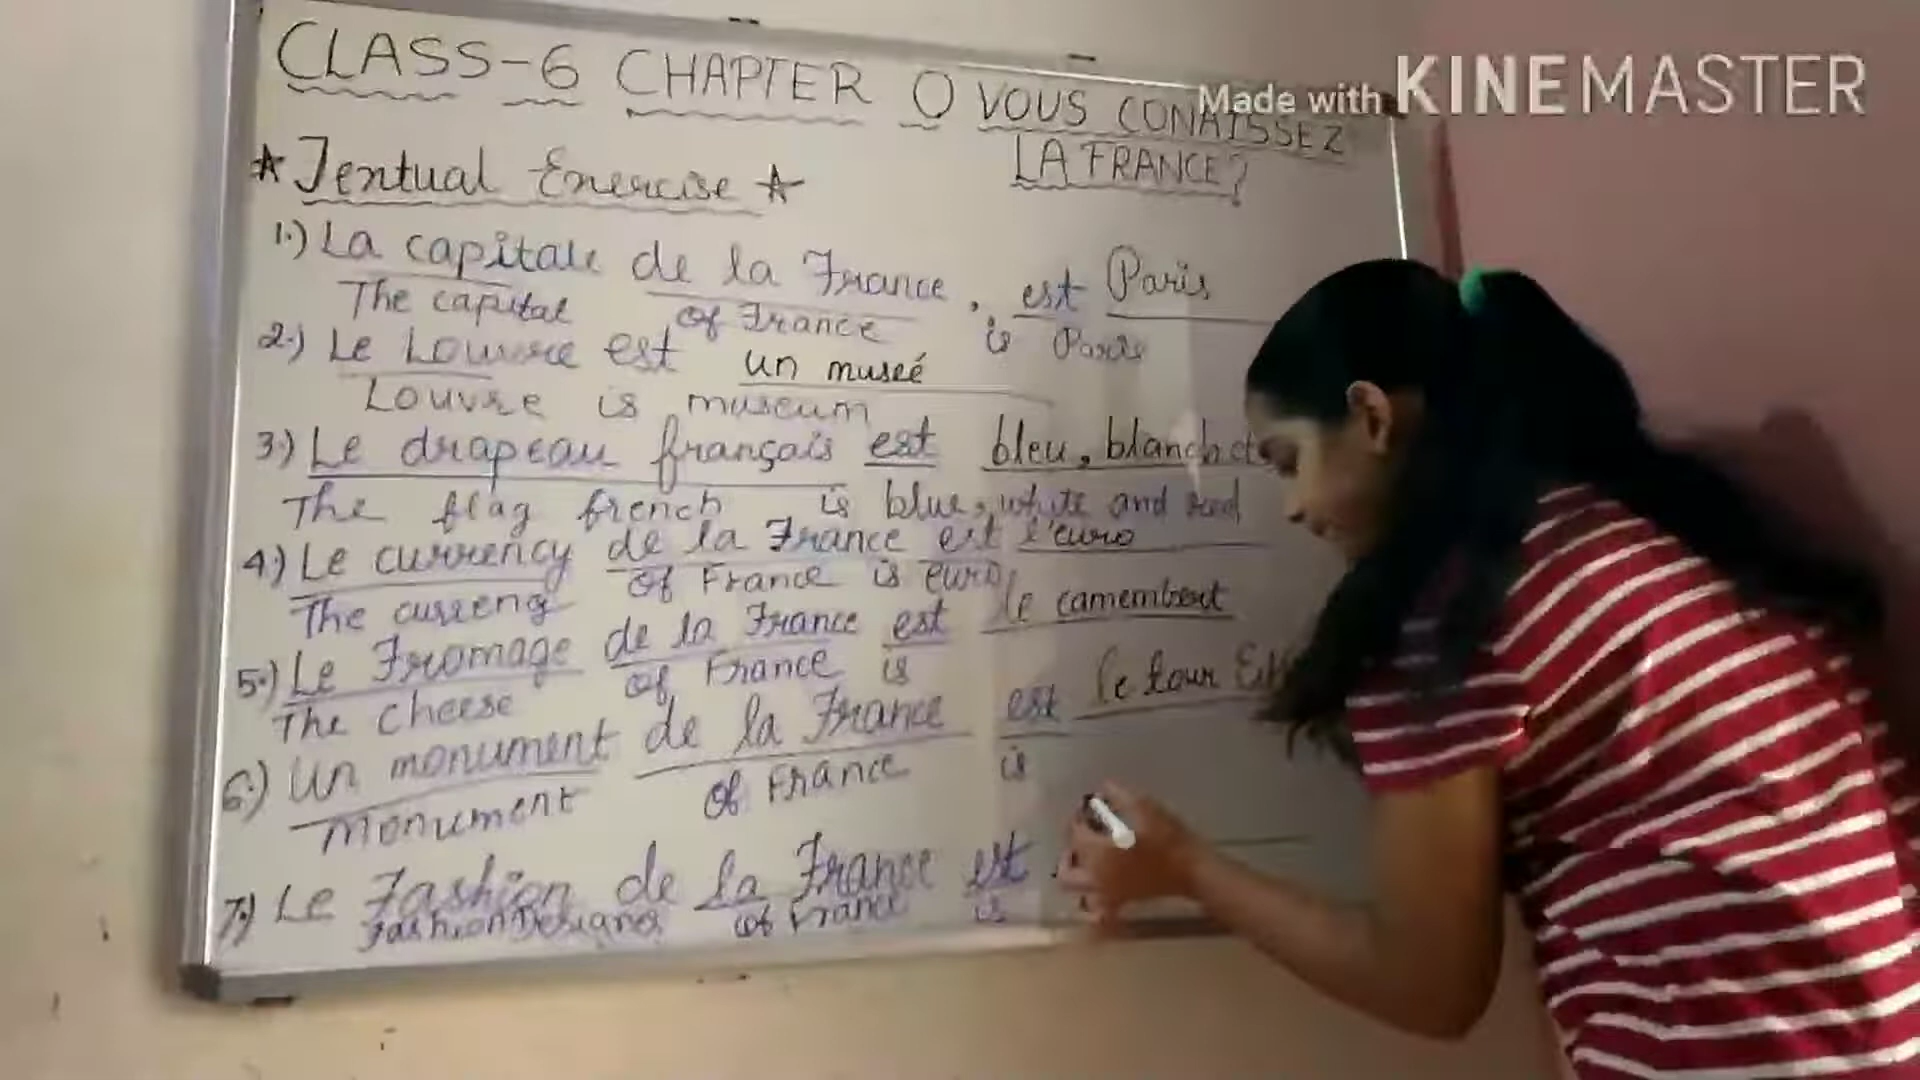 Made with KINEMASTER
CLASS-6 CHAPTER 0 VOUS CONAISSEZ
LA FRANCE?
★ Textual Exercise ★
1.) La capitale de la France, est Paris
The capital of France is Paris
2.) Le Louvre est un museé
Louvre is museum
3.) Le drapeau français est bleu, blanch et
The flag french is blue, white and red
4.) Le currency de la France est l'euro
The currency of France is euro
5.) Le Fromage de la France est le camembert
The cheese of France is
6.) Un monument de la France est le tour
Monument of France is
7.) Le Fashion de la France est
Fashion of France is